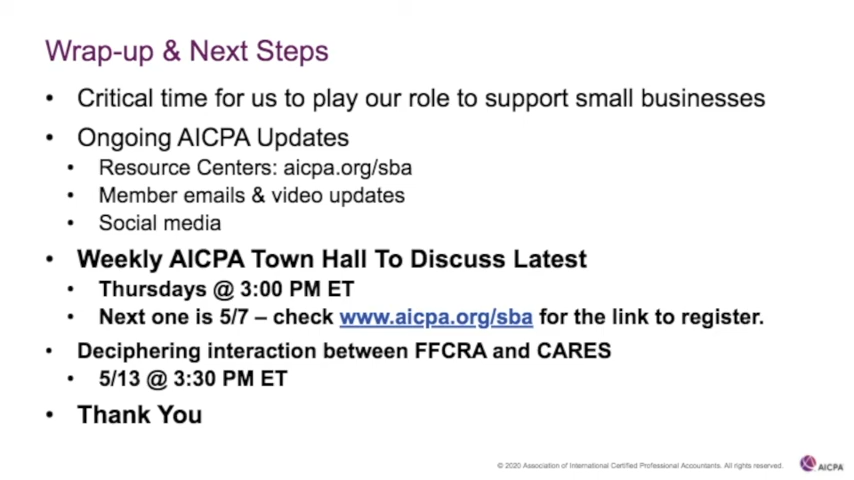 Wrap-up & Next Steps
• Critical time for us to play our role to support small businesses
• Ongoing AICPA Updates
• Resource Centers: aicpa.org/sba
• Member emails & video updates
• Social media
• Weekly AICPA Town Hall To Discuss Latest
• Thursdays @ 3:00 PM ET
• Next one is 5/7 – check www.aicpa.org/sba for the link to register.
• Deciphering interaction between FFCRA and CARES
• 5/13 @ 3:30 PM ET
• Thank You
© 2020 Association of International Certified Professional Accountants. All rights reserved.
AICPA